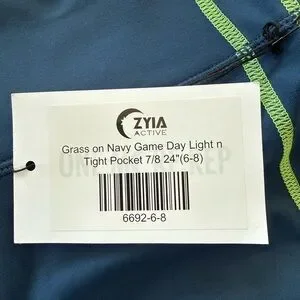 ZYIA
ACTIVE
Grass on Navy Game Day Light n
Tight Pocket 7/8 24"(6-8)
6692-6-8